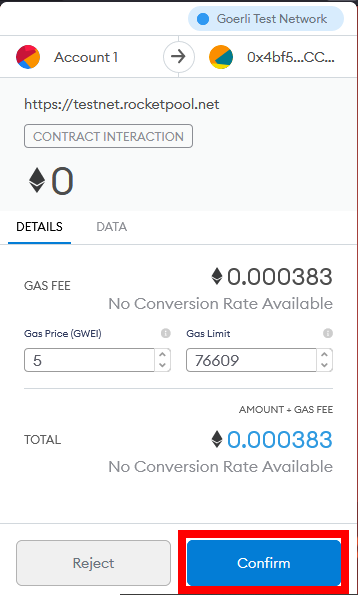 Goerli Test Network
Account 1
0x4bf5...CC...
https://testnet.rocketpool.net
CONTRACT INTERACTION
0
DETAILS
DATA
GAS FEE
0.000383
No Conversion Rate Available
Gas Price (GWEI)
Gas Limit
5
76609
AMOUNT + GAS FEE
TOTAL
0.000383
No Conversion Rate Available
Reject
Confirm